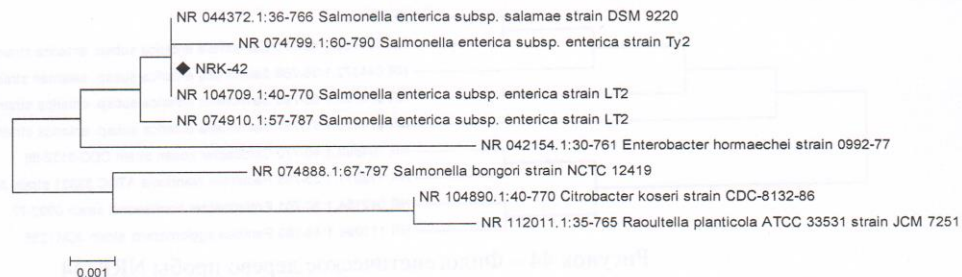 NR 044372.1:36-766 Salmonella enterica subsp. salamae strain DSM 9220
NR 074799.1:60-790 Salmonella enterica subsp. enterica strain Ty2
NRK-42
NR 104709.1:40-770 Salmonella enterica subsp. enterica strain LT2
NR 074910.1:57-787 Salmonella enterica subsp. enterica strain LT2
NR 042154.1:30-761 Enterobacter hormaechei strain 0992-77
NR 074888.1:67-797 Salmonella bongori strain NCTC 12419
NR 104890.1:40-770 Citrobacter koseri strain CDC-8132-86
NR 112011.1:35-765 Raoultella planticola ATCC 33531 strain JCM 7251
0.001